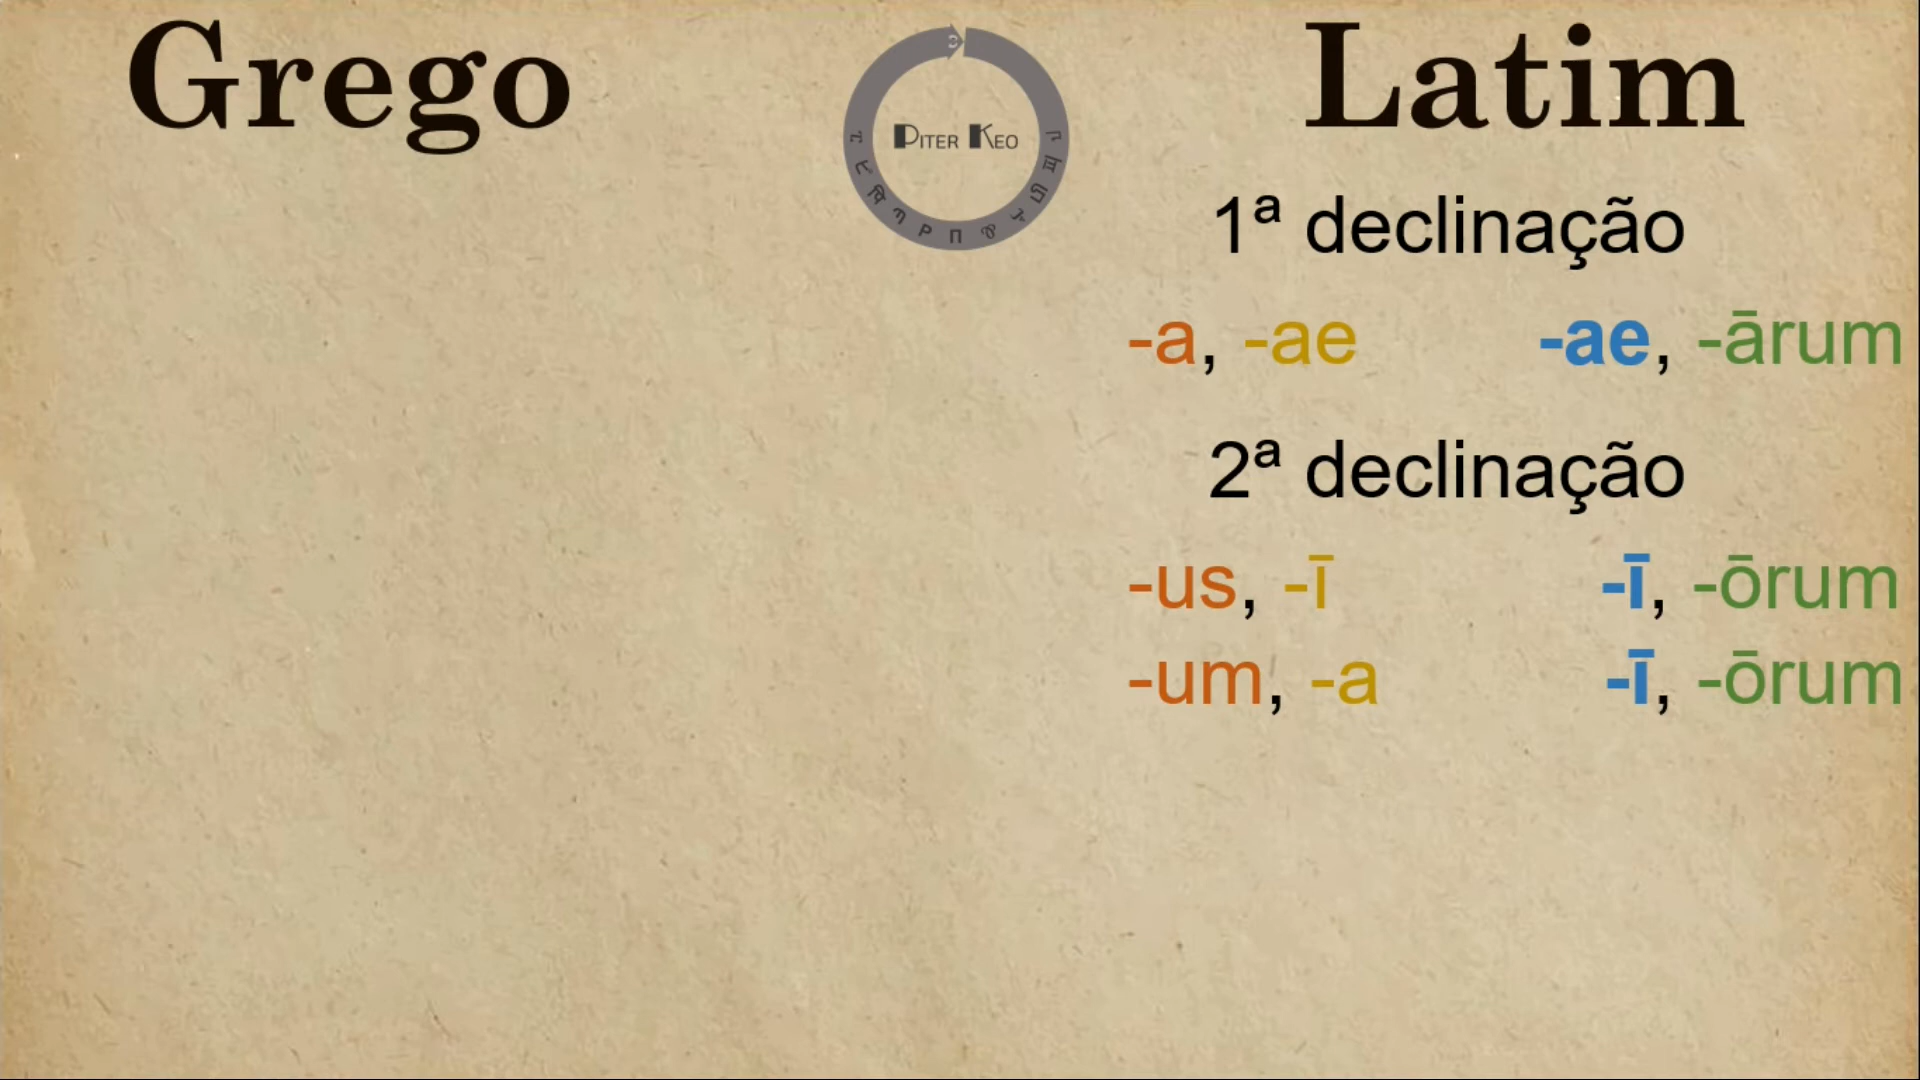 Grego
Latim
PITER KEO
1ª declinação
-a, -ae -ae, -ārum
2ª declinação
-us, -ī -ī, -ōrum
-um, -a -ī, -ōrum